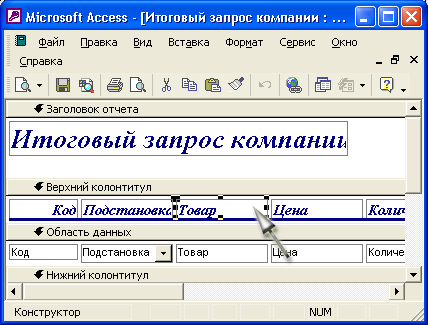 Microsoft Access - [Итоговый запрос компании : ...
Файл Правка Вид Вставка Формат Сервис Окно
Справка
Заголовок отчета
Итоговый запрос компании
Верхний колонтитул
Код Подстановка Товар Цена Колич
Область данных
Код Подстановка Товар Цена Количе
Нижний колонтитул
Конструктор NUM